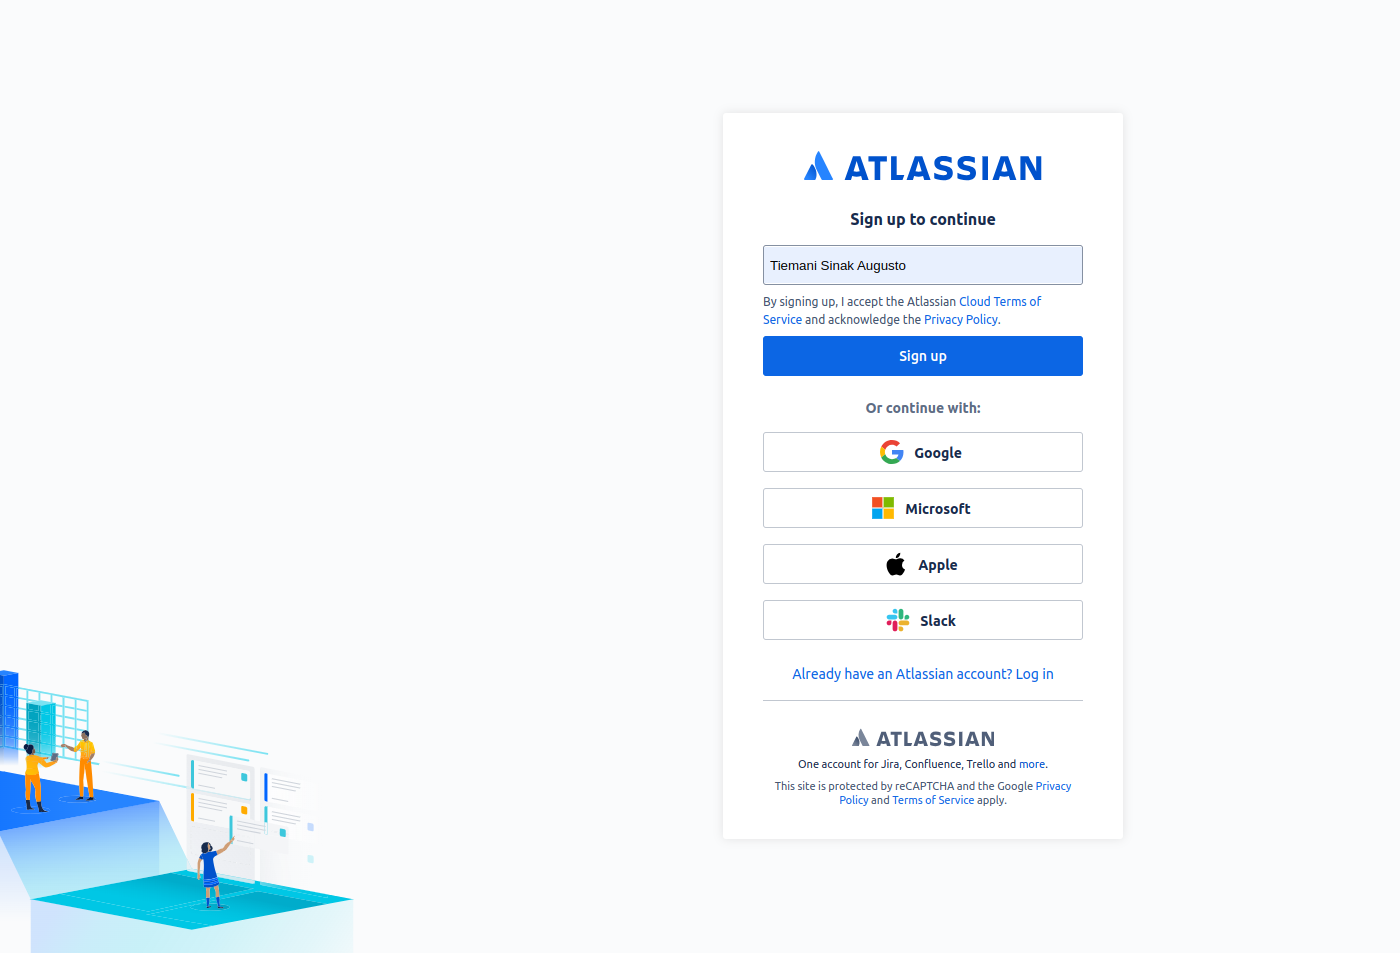 ATLASSIAN
Sign up to continue
Tiemani Sinak Augusto
By signing up, I accept the Atlassian Cloud Terms of
Service and acknowledge the Privacy Policy.
Sign up
Or continue with:
Google
Microsoft
Apple
Slack
Already have an Atlassian account? Log in
ATLASSIAN
One account for Jira, Confluence, Trello and more.
This site is protected by reCAPTCHA and the Google Privacy
Policy and Terms of Service apply.